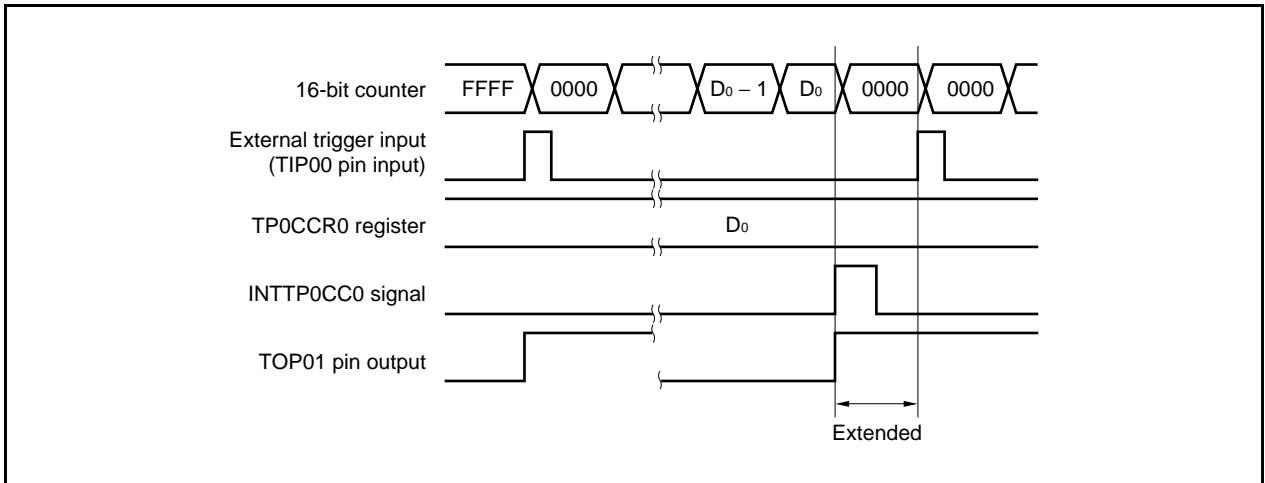 16-bit counter FFFF 0000 D0 − 1 D0 0000 0000
External trigger input
(TIP00 pin input)
TP0CCR0 register D0
INTTP0CC0 signal
TOP01 pin output
Extended